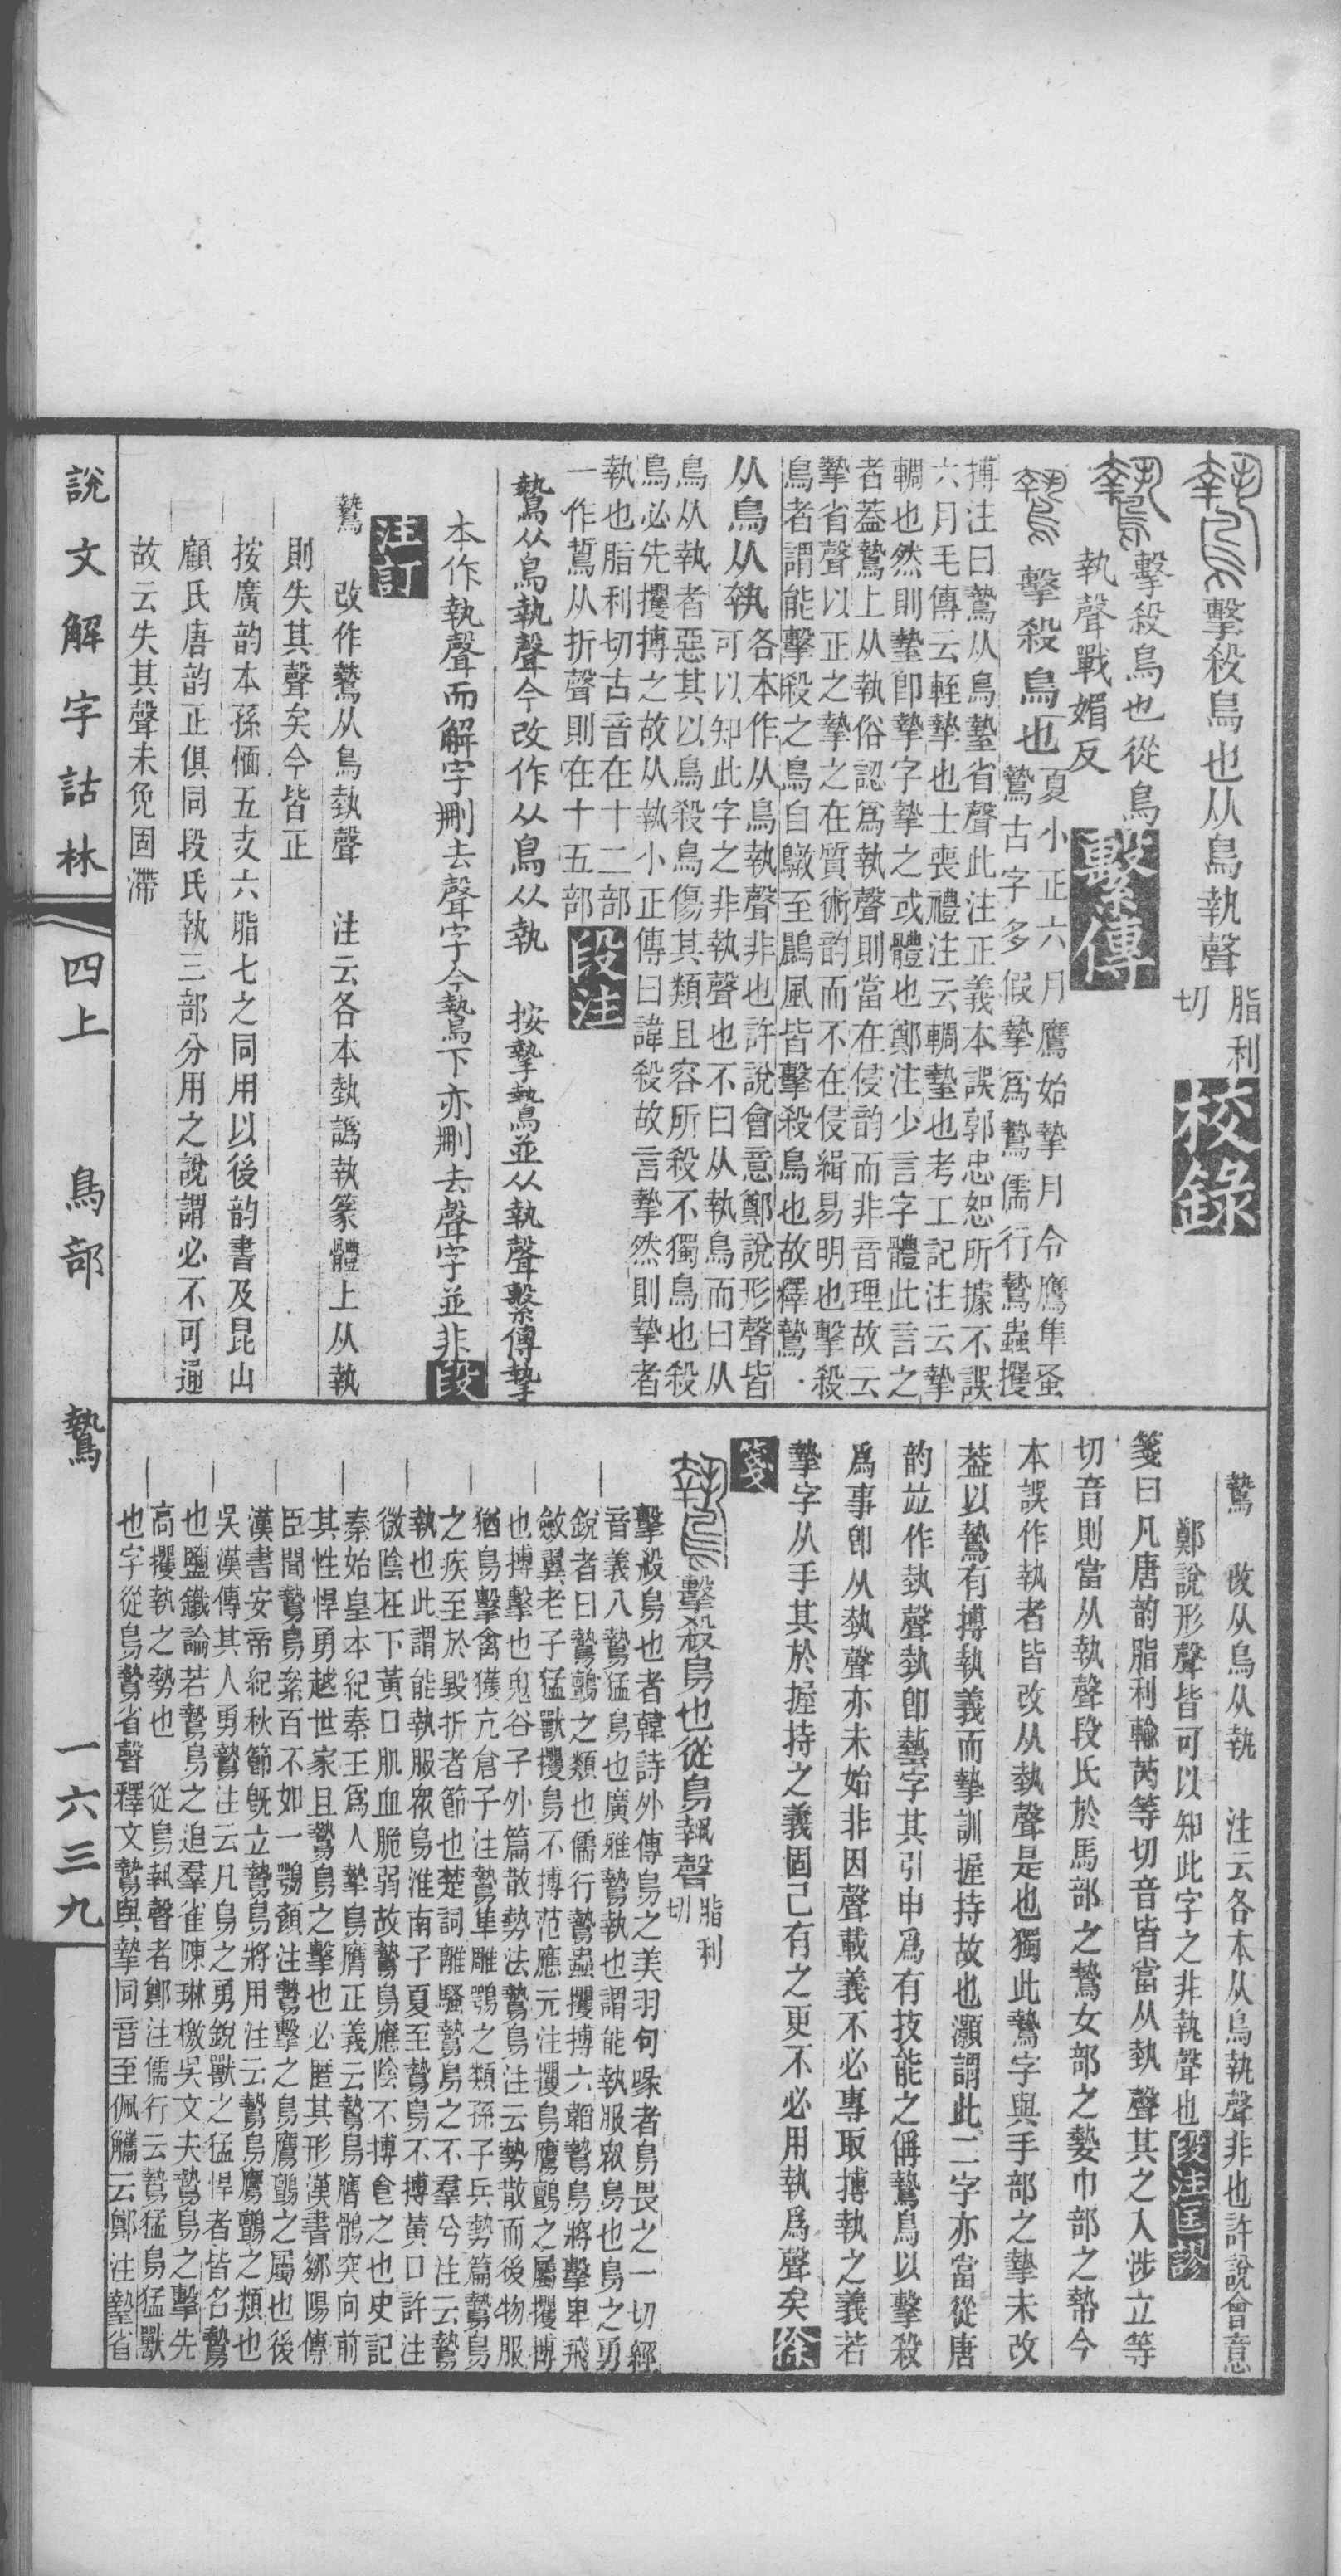 擊殺鳥也从鳥執聲脂利切
校錄
擊殺鳥也從鳥
執聲戰媚反
繫傳
擊殺鳥也夏小正六月鷹始摯月令鷹隼蚤
鷙古字多假摯爲鷙儒行鷙蟲攫
搏注曰鷙从鳥摯省聲此注正義本誤郭忠恕所據不誤
六月毛傳云輊摯也士喪禮注云輖墊也考工記注云摯
輖也然則墊卽摯字摯之或體也鄭注少言字體此言之
者葢鷙上从執俗認爲執聲則當在侵韵而非音理故云
摯省聲以正之摯之在質術韵而不在侵緝易明也擊殺
鳥者謂能擊殺之鳥自鷻至鷐風皆擊殺鳥也故釋鷙
从鳥从執各本作从鳥執聲非也許說會意鄭說形聲皆
可以知此字之非執聲也不曰从執鳥而曰从
鳥从執者惡其以鳥殺鳥傷其類且容所殺不獨鳥也殺
鳥必先攫搏之故从執小正傳曰諱殺故言摯然則摯者
執也脂利切古音在十二部
一作䳿从折聲則在十五部
段注
鷙从鳥執聲今改作从鳥从執　按摯鷙並从執聲繫傳摯
本作執聲而解字刪去聲字今鷙下亦刪去聲字並非
段
注訂
鷙　改作鷙从鳥埶聲　注云各本埶譌執篆體上从執
則失其聲矣今皆正
按廣韵本孫愐五支六脂七之同用以後韵書及昆山
顧氏唐韵正俱同段氏執三部分用之說謂必不可通
故云失其聲未免固滯
說文解字詁林　四上　鳥部　鷙　一六三九
鷙　改从鳥从執　注云各本从鳥執聲非也許說會意
鄭說形聲皆可以知此字之非執聲也
段注匡謬
箋曰凡唐韵脂利輸芮等切音皆當从埶聲其之入涉立等
切音則當从執聲段氏於馬部之驇女部之㜼巾部之㡇今
本誤作執者皆改从埶聲是也獨此鷙字與手部之摯未改
葢以鷙有搏執義而摯訓握持故也灝謂此二字亦當從唐
韵竝作埶聲埶卽藝字其引申爲有技能之偁鷙鳥以擊殺
爲事卽从埶聲亦未始非因聲載義不必專取搏執之義若
摯字从手其於握持之義固已有之更不必用執爲聲矣
徐
箋
擊殺鳥也從鳥執聲脂利切
擊殺鳥也者韓詩外傳鳥之美羽句喙者鳥畏之一切經
音義八鷙猛鳥也廣雅鷙執也謂能執服衆鳥也鳥之勇
銳者曰鷙鸇之類也儒行鷙蟲攫搏六韜鷙鳥將擊卑飛
斂翼老子猛獸攫鳥不搏范應元注攫鳥鷹鸇之屬攫搏
也搏擊也鬼谷子外篇散勢法鷙鳥注云勢散而後物服
猶鳥擊禽獲亢倉子注鷙隼雕鶚之類孫子兵勢篇鷙鳥
之疾至於毀折者節也楚詞離騷鷙鳥之不羣兮注云鷙
執也此謂能執服衆鳥淮南子夏至鷙鳥不搏黃口許注
微陰在下黃口肌血脆弱故鷙鳥應陰不搏食之也史記
秦始皇本紀秦王爲人摯鳥膺正義云鷙鳥膺鶻突向前
其性悍勇越世家且鷙鳥之擊也必匿其形漢書鄒陽傳
臣聞鷙鳥絫百不如一鶚顏注鷙擊之鳥鷹鸇之屬也後
漢書安帝紀秋節旣立鷙鳥將用注云鷙鳥鷹鸇之類也
吳漢傳其人勇鷙注云凡鳥之勇銳獸之猛悍者皆名鷙
也鹽鐵論若鷙鳥之追羣雀陳琳檄吳文夫鷙鳥之擊先
高攫執之勢也　從鳥執聲者鄭注儒行云鷙猛鳥猛獸
也字從鳥鷙省聲釋文鷙與摯同音至佩觿云鄭注摯省